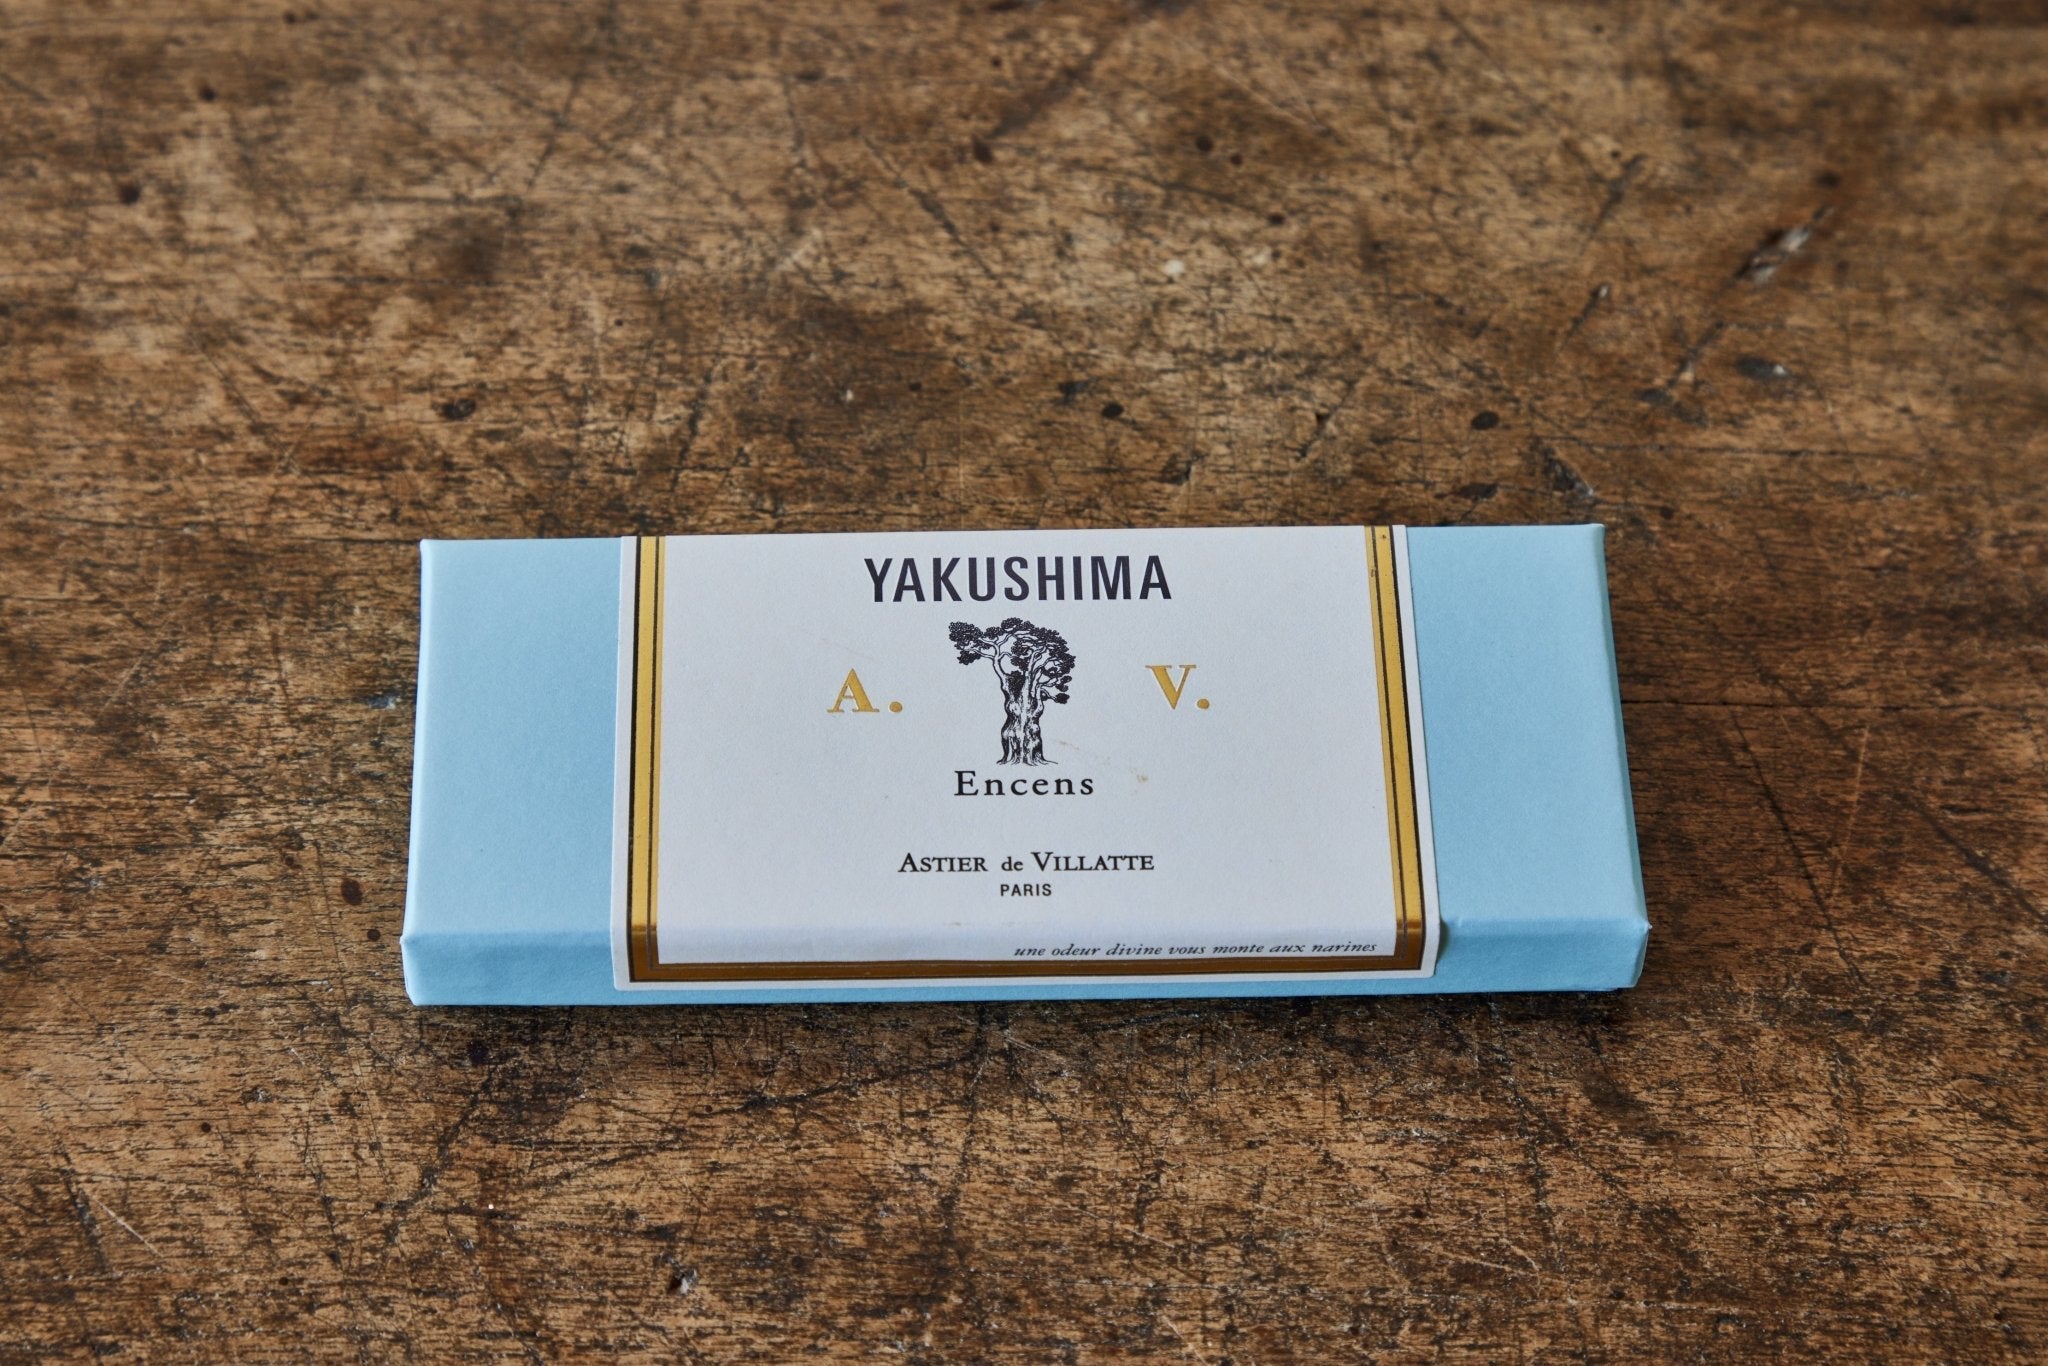 YAKUSHIMA
A. V.
Encens
ASTIER de VILLATTE
PARIS
une odeur divine vous monte aux narines